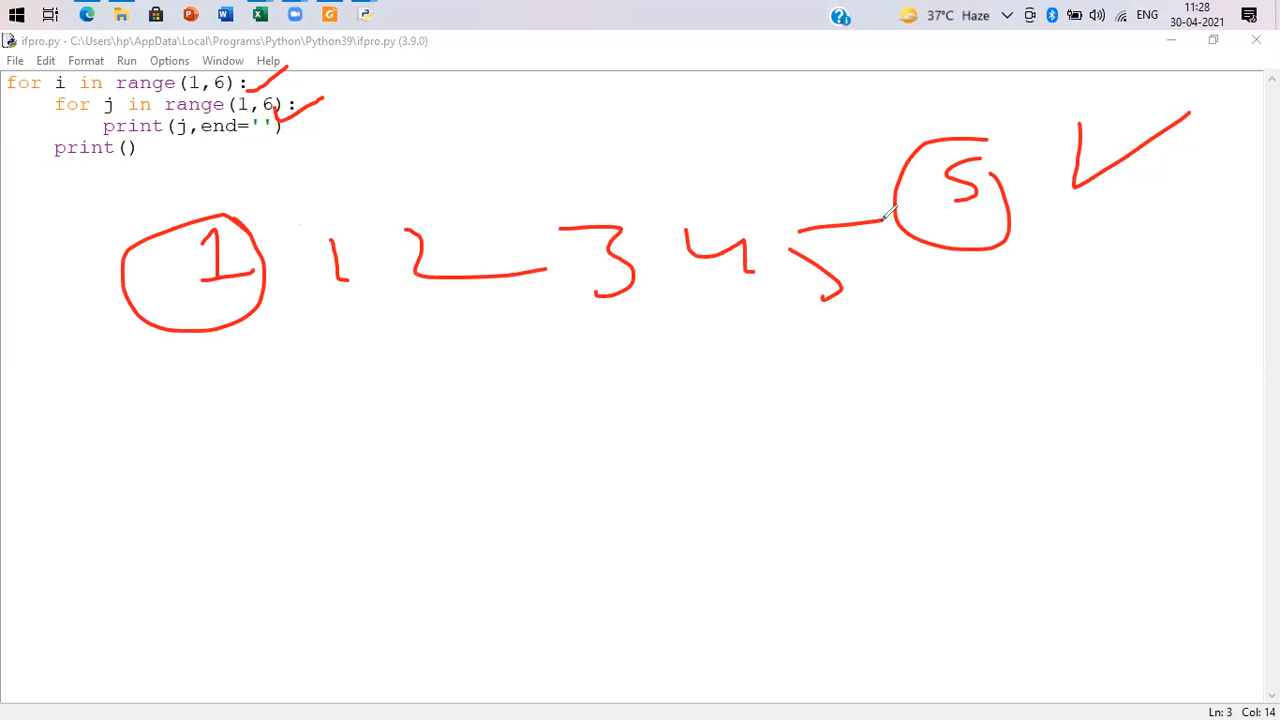 37°C Haze ENG 11:28
30-04-2021
ifpro.py - C:\Users\hp\AppData\Local\Programs\Python\Python39\ifpro.py (3.9.0)
File Edit Format Run Options Window Help
for i in range(1,6):
    for j in range(1,6):
        print(j,end='')
    print()
5
1 1 2 3 4 5
Ln: 3 Col: 14